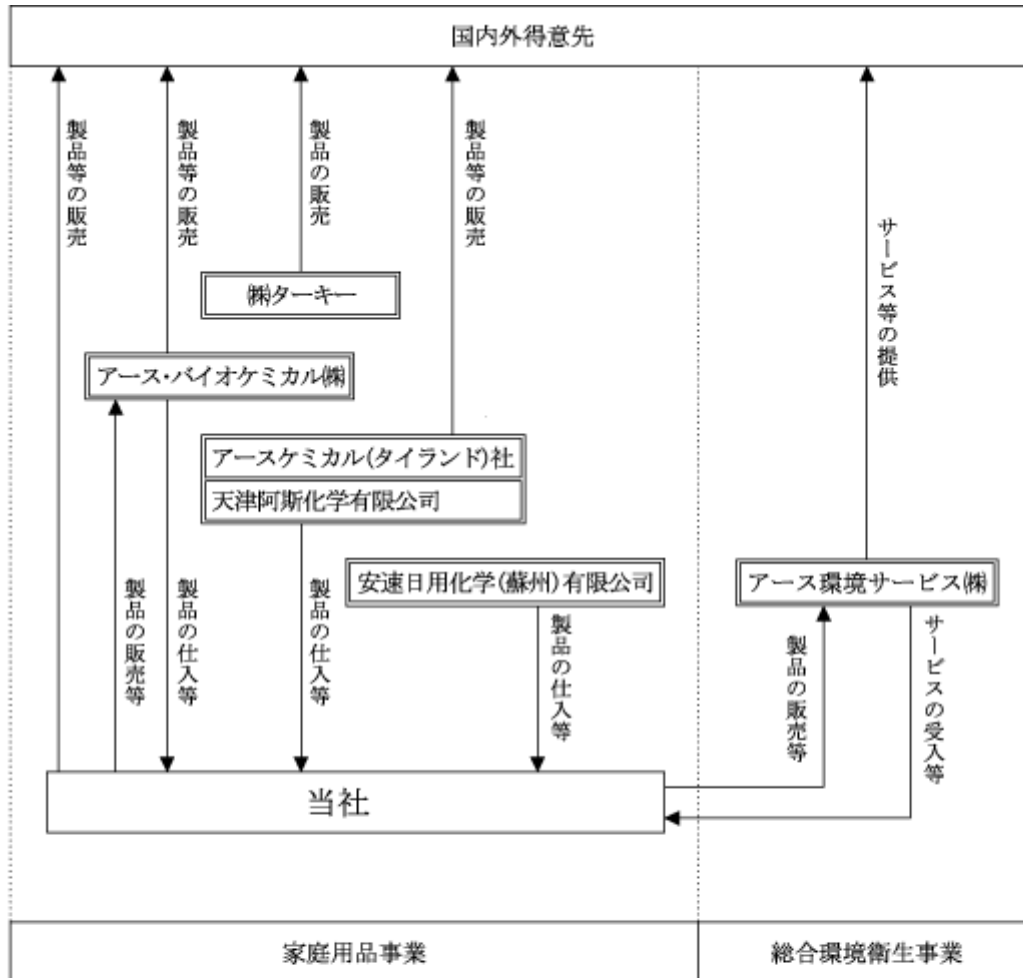 国内外得意先
製品等の販売
製品等の販売
製品の販売
製品等の販売
サービス等の提供
㈱ターキー
アース・バイオケミカル㈱
アースケミカル(タイランド)社
天津阿斯化学有限公司
安速日用化学(蘇州)有限公司
アース環境サービス㈱
製品の販売等
製品の仕入等
製品の仕入等
製品の仕入等
製品の販売等
サービスの受入等
当社
家庭用品事業
総合環境衛生事業